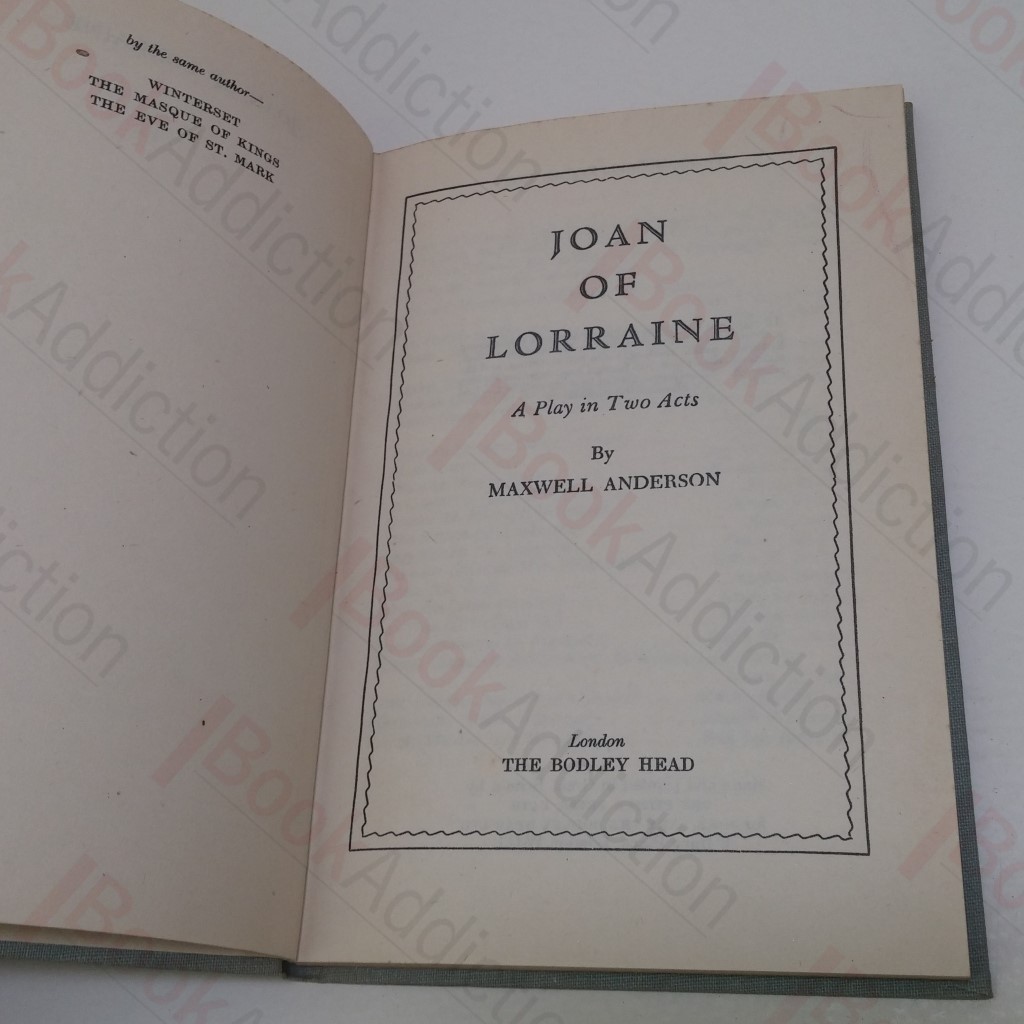 by the same author—
WINTERSET
THE MASQUE OF KINGS
THE EVE OF ST. MARK
JOAN
OF
LORRAINE
A Play in Two Acts
By
MAXWELL ANDERSON
London
THE BODLEY HEAD
BookAddiction